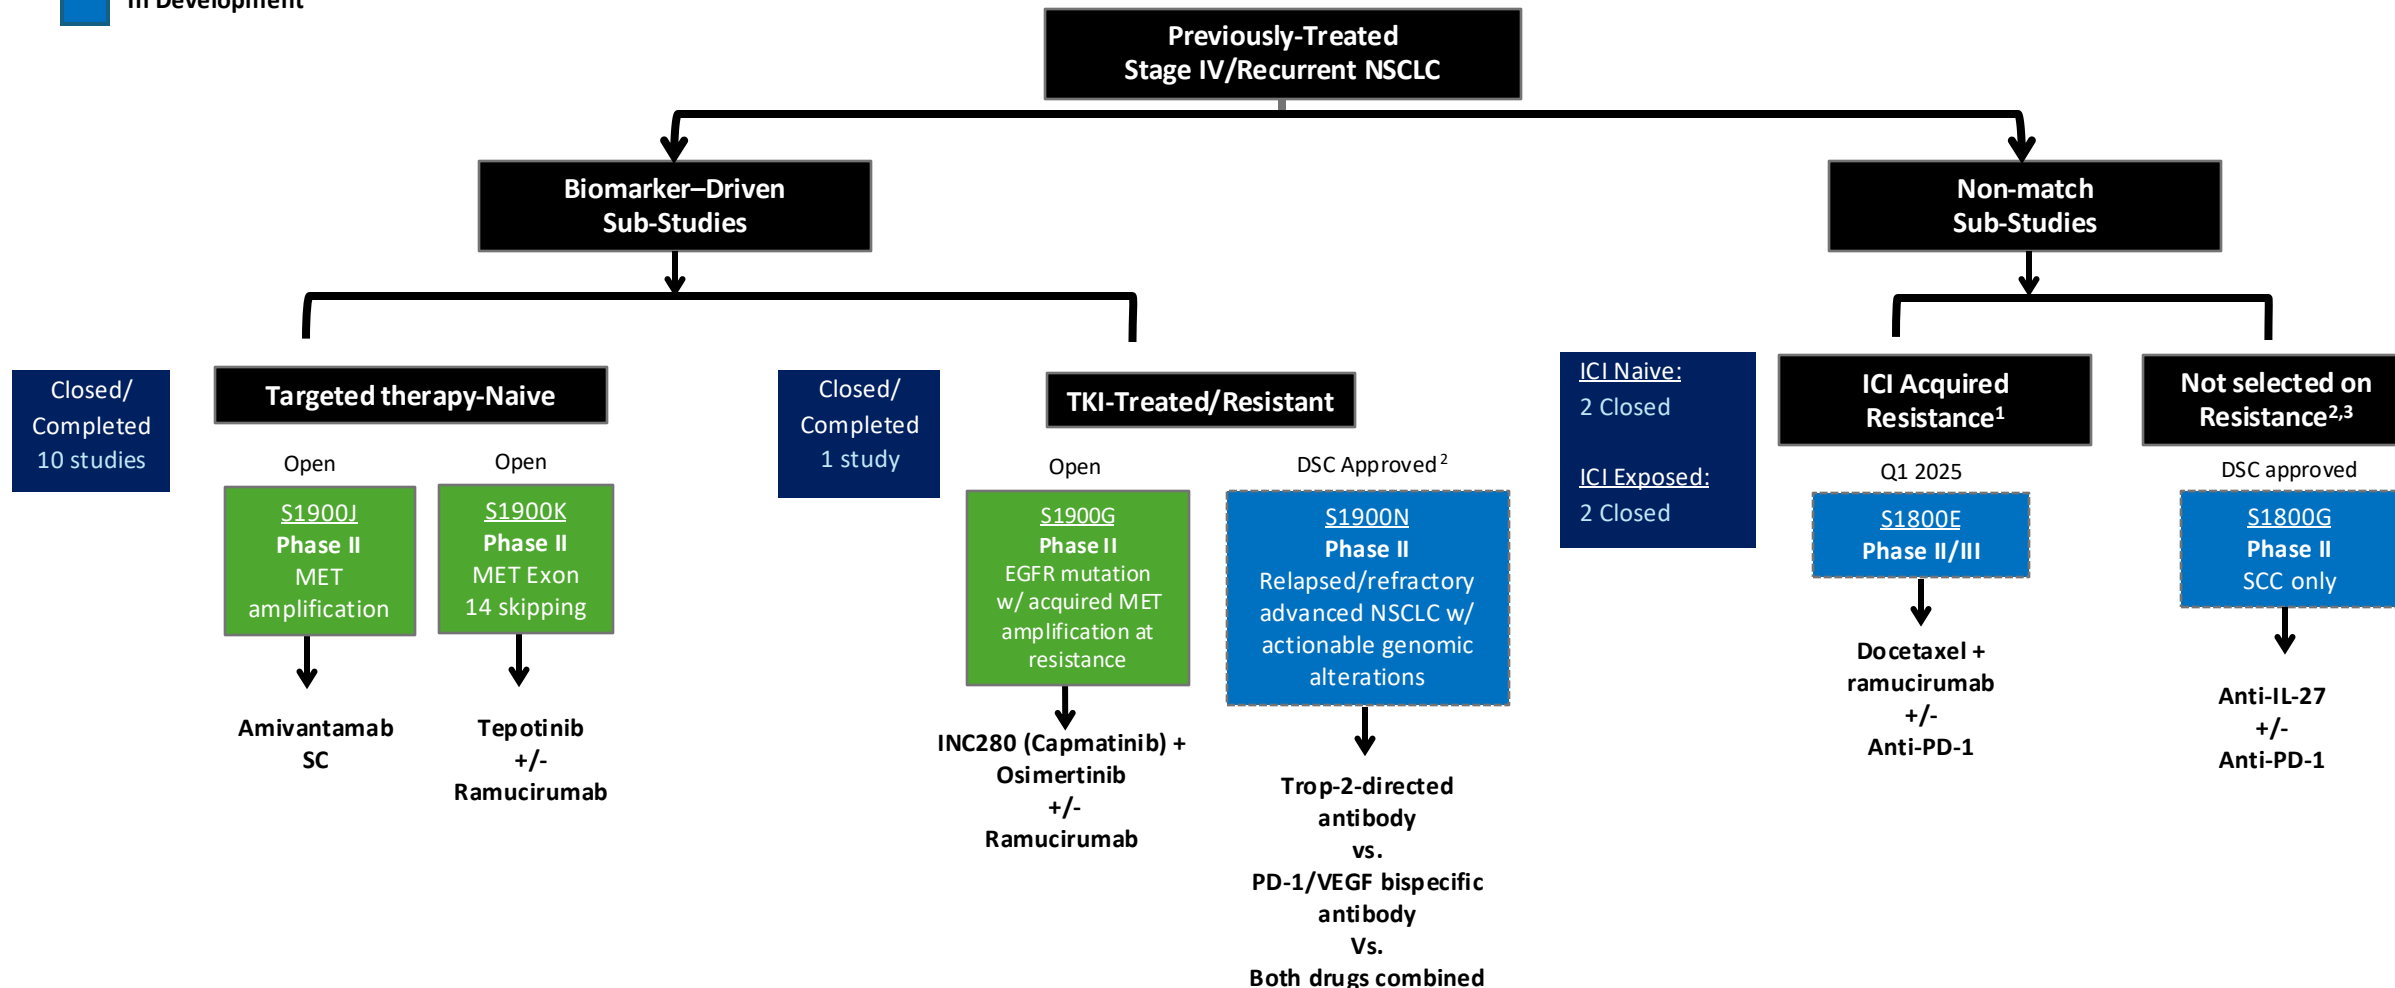 In Development
Previously-Treated
Stage IV/Recurrent NSCLC
Biomarker–Driven
Sub-Studies
Non-match
Sub-Studies
Closed/
Completed
10 studies
Targeted therapy-Naive
Open
S1900J
Phase II
MET
amplification
Amivantamab
SC
Open
S1900K
Phase II
MET Exon
14 skipping
Tepotinib
+/-
Ramucirumab
Closed/
Completed
1 study
TKI-Treated/Resistant
Open
S1900G
Phase II
EGFR mutation
w/ acquired MET
amplification at
resistance
INC280 (Capmatinib) +
Osimertinib
+/-
Ramucirumab
DSC Approved²
S1900N
Phase II
Relapsed/refractory
advanced NSCLC w/
actionable genomic
alterations
Trop-2-directed
antibody
vs.
PD-1/VEGF bispecific
antibody
Vs.
Both drugs combined
ICI Naive:
2 Closed
ICI Exposed:
2 Closed
ICI Acquired
Resistance¹
Q1 2025
S1800E
Phase II/III
Docetaxel +
ramucirumab
+/-
Anti-PD-1
Not selected on
Resistance²,³
DSC approved
S1800G
Phase II
SCC only
Anti-IL-27
+/-
Anti-PD-1